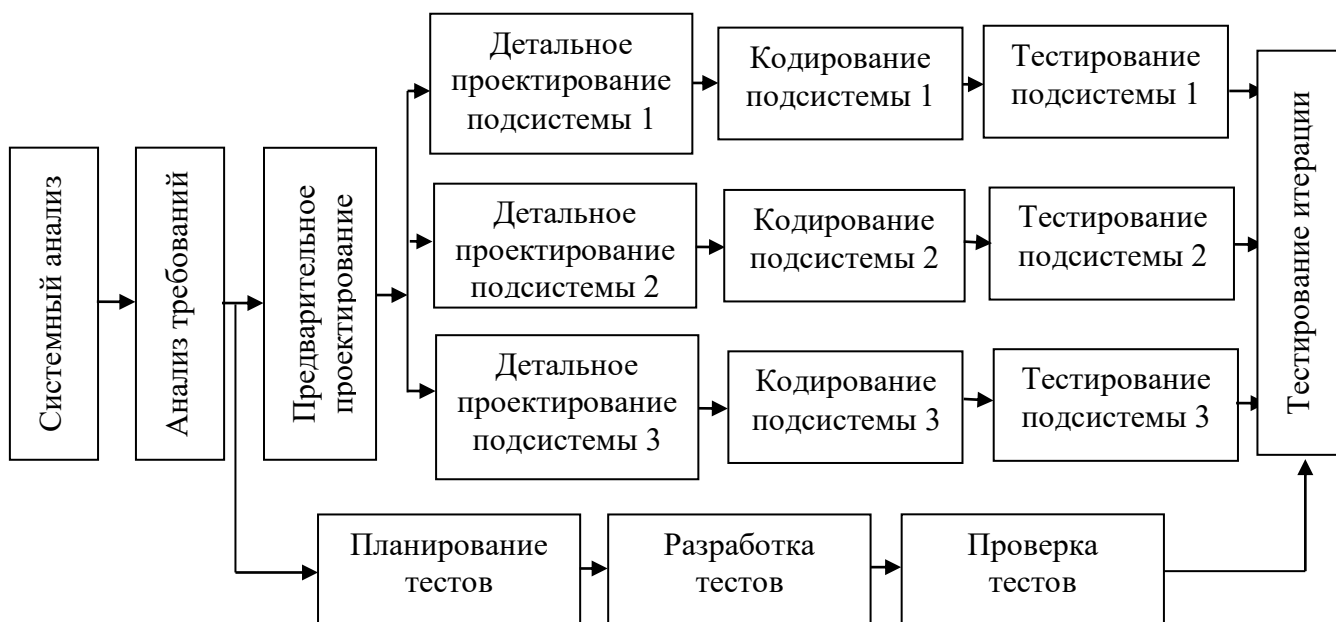 Системный анализ
Анализ требований
Предварительное
проектирование
Детальное
проектирование
подсистемы 1
Кодирование
подсистемы 1
Тестирование
подсистемы 1
Детальное
проектирование
подсистемы 2
Кодирование
подсистемы 2
Тестирование
подсистемы 2
Детальное
проектирование
подсистемы 3
Кодирование
подсистемы 3
Тестирование
подсистемы 3
Тестирование итерации
Планирование
тестов
Разработка
тестов
Проверка
тестов